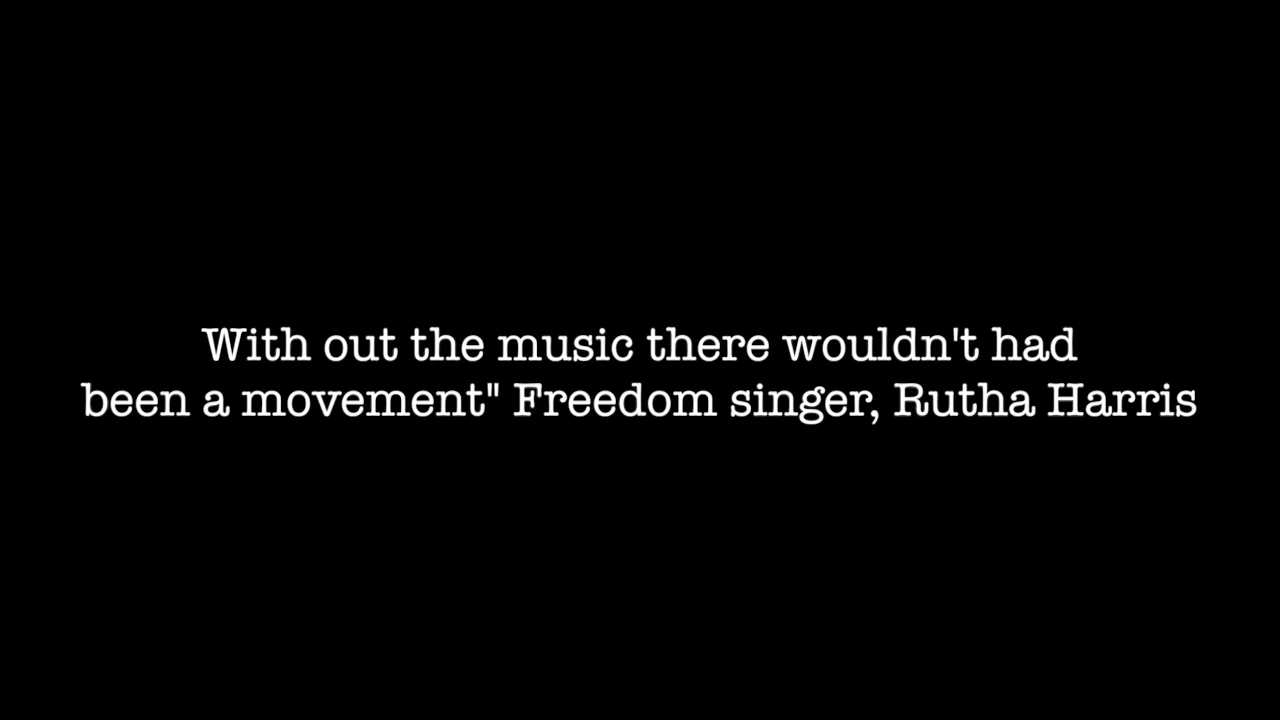 With out the music there wouldn't had
been a movement" Freedom singer, Rutha Harris